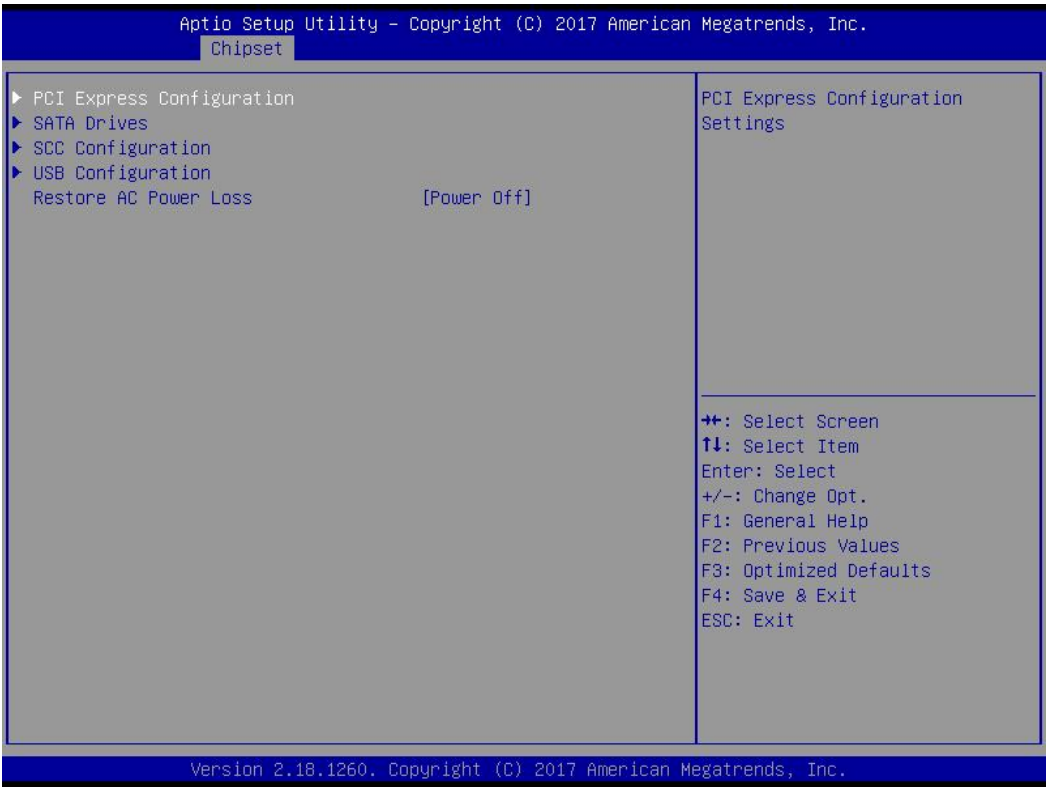 Aptio Setup Utility – Copyright (C) 2017 American Megatrends, Inc.
Chipset
▶ PCI Express Configuration
▶ SATA Drives
▶ SCC Configuration
▶ USB Configuration
Restore AC Power Loss [Power Off]
PCI Express Configuration
Settings
→←: Select Screen
↑↓: Select Item
Enter: Select
+/-: Change Opt.
F1: General Help
F2: Previous Values
F3: Optimized Defaults
F4: Save & Exit
ESC: Exit
Version 2.18.1260. Copyright (C) 2017 American Megatrends, Inc.